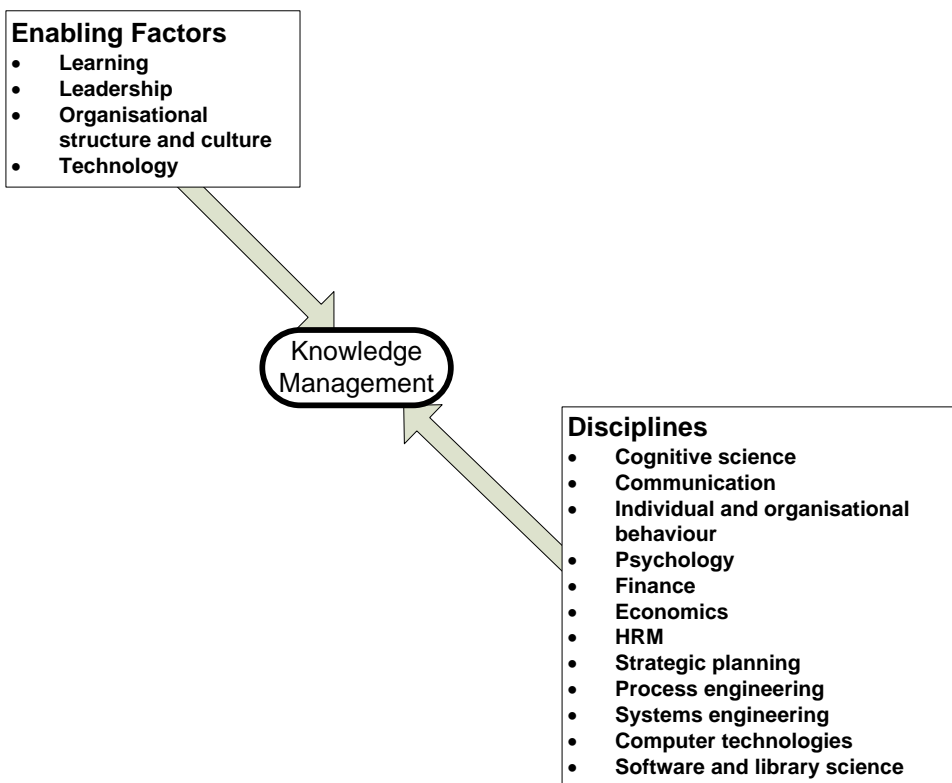 Enabling Factors
• Learning
• Leadership
• Organisational
structure and culture
• Technology
Knowledge
Management
Disciplines
• Cognitive science
• Communication
• Individual and organisational
behaviour
• Psychology
• Finance
• Economics
• HRM
• Strategic planning
• Process engineering
• Systems engineering
• Computer technologies
• Software and library science